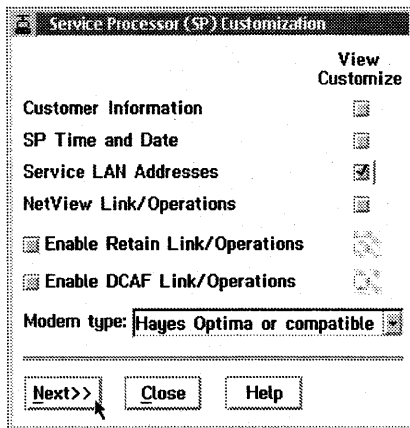 Service Processor (SP) Customization
View
Customize
Customer Information
SP Time and Date
Service LAN Addresses
NetView Link/Operations
Enable Retain Link/Operations
Enable DCAF Link/Operations
Modem type: Hayes Optima or compatible
Next>> Close Help